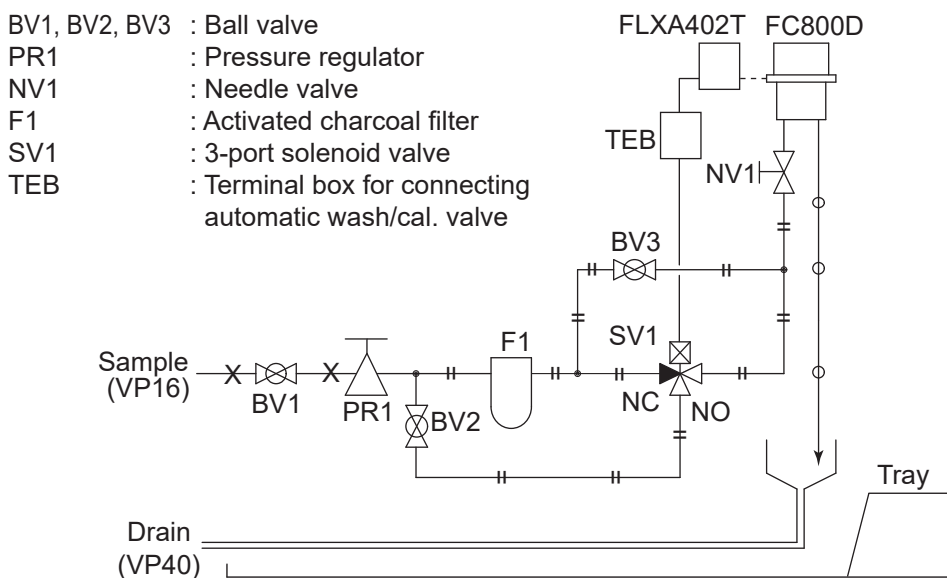 BV1, BV2, BV3 : Ball valve
PR1 : Pressure regulator
NV1 : Needle valve
F1 : Activated charcoal filter
SV1 : 3-port solenoid valve
TEB : Terminal box for connecting
automatic wash/cal. valve
FLXA402T FC800D
TEB
NV1
BV3
SV1
F1
Sample
(VP16)
BV1
PR1
BV2
NC
NO
Tray
Drain
(VP40)